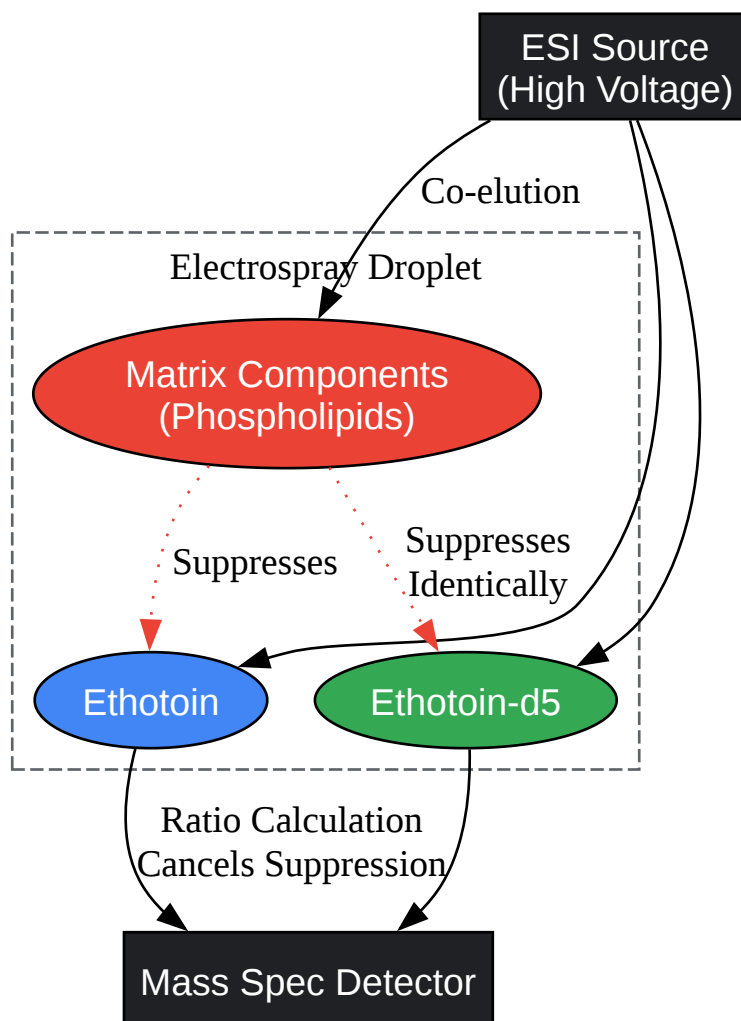 ESI Source
(High Voltage)
Co-elution
Electrospray Droplet
Matrix Components
(Phospholipids)
Suppresses
Suppresses
Identically
Ethotoin
Ethotoin-d5
Ratio Calculation
Cancels Suppression
Mass Spec Detector